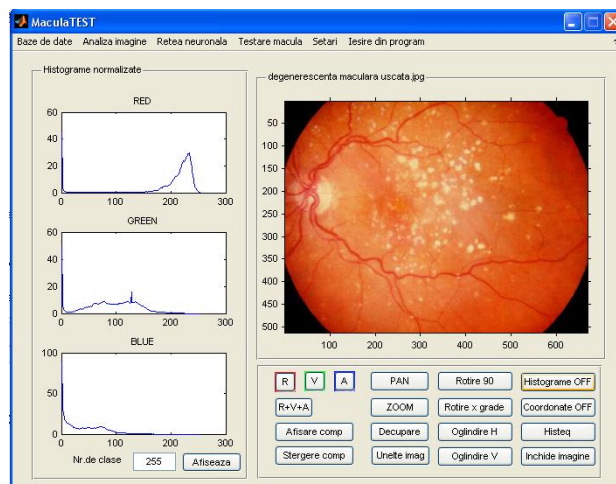 MaculaTEST
Baze de date Analiza imagine Retea neuronala Testare macula Setari Iesire din program
Histograme normalizate
RED
60
40
20
0
0 100 200 300
GREEN
60
40
20
0
0 100 200 300
BLUE
100
50
0
0 100 200 300
Nr.de clase 255 Afiseaza
degenerescenta maculara uscata.jpg
50
100
150
200
250
300
350
400
450
500
100 200 300 400 500 600
R V A PAN Rotire 90 Histograme OFF
R+V+A ZOOM Rotire x grade Coordonate OFF
Afisare comp Decupare Oglindire H Histeq
Stergere comp Unelte imag Oglindire V Inchide imagine